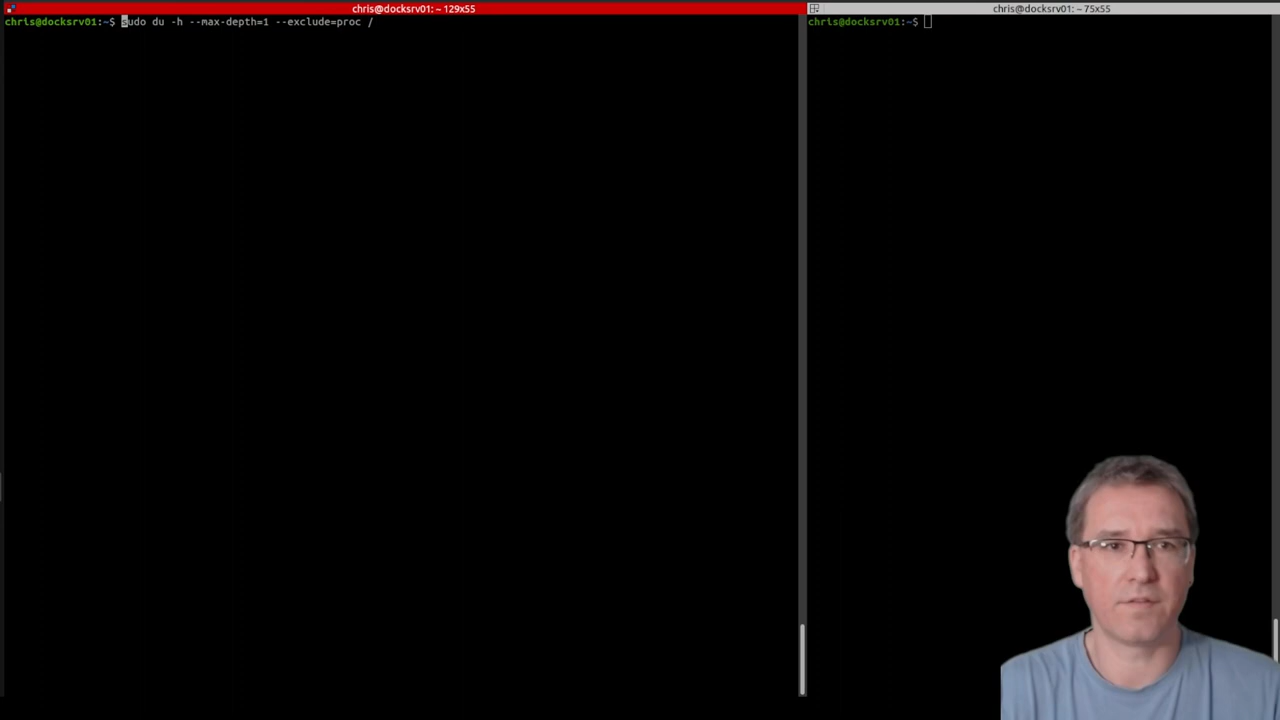 chris@docksrv01: ~ 129x55
chris@docksrv01:~$ sudo du -h --max-depth=1 --exclude=proc /
chris@docksrv01: ~ 75x55
chris@docksrv01:~$